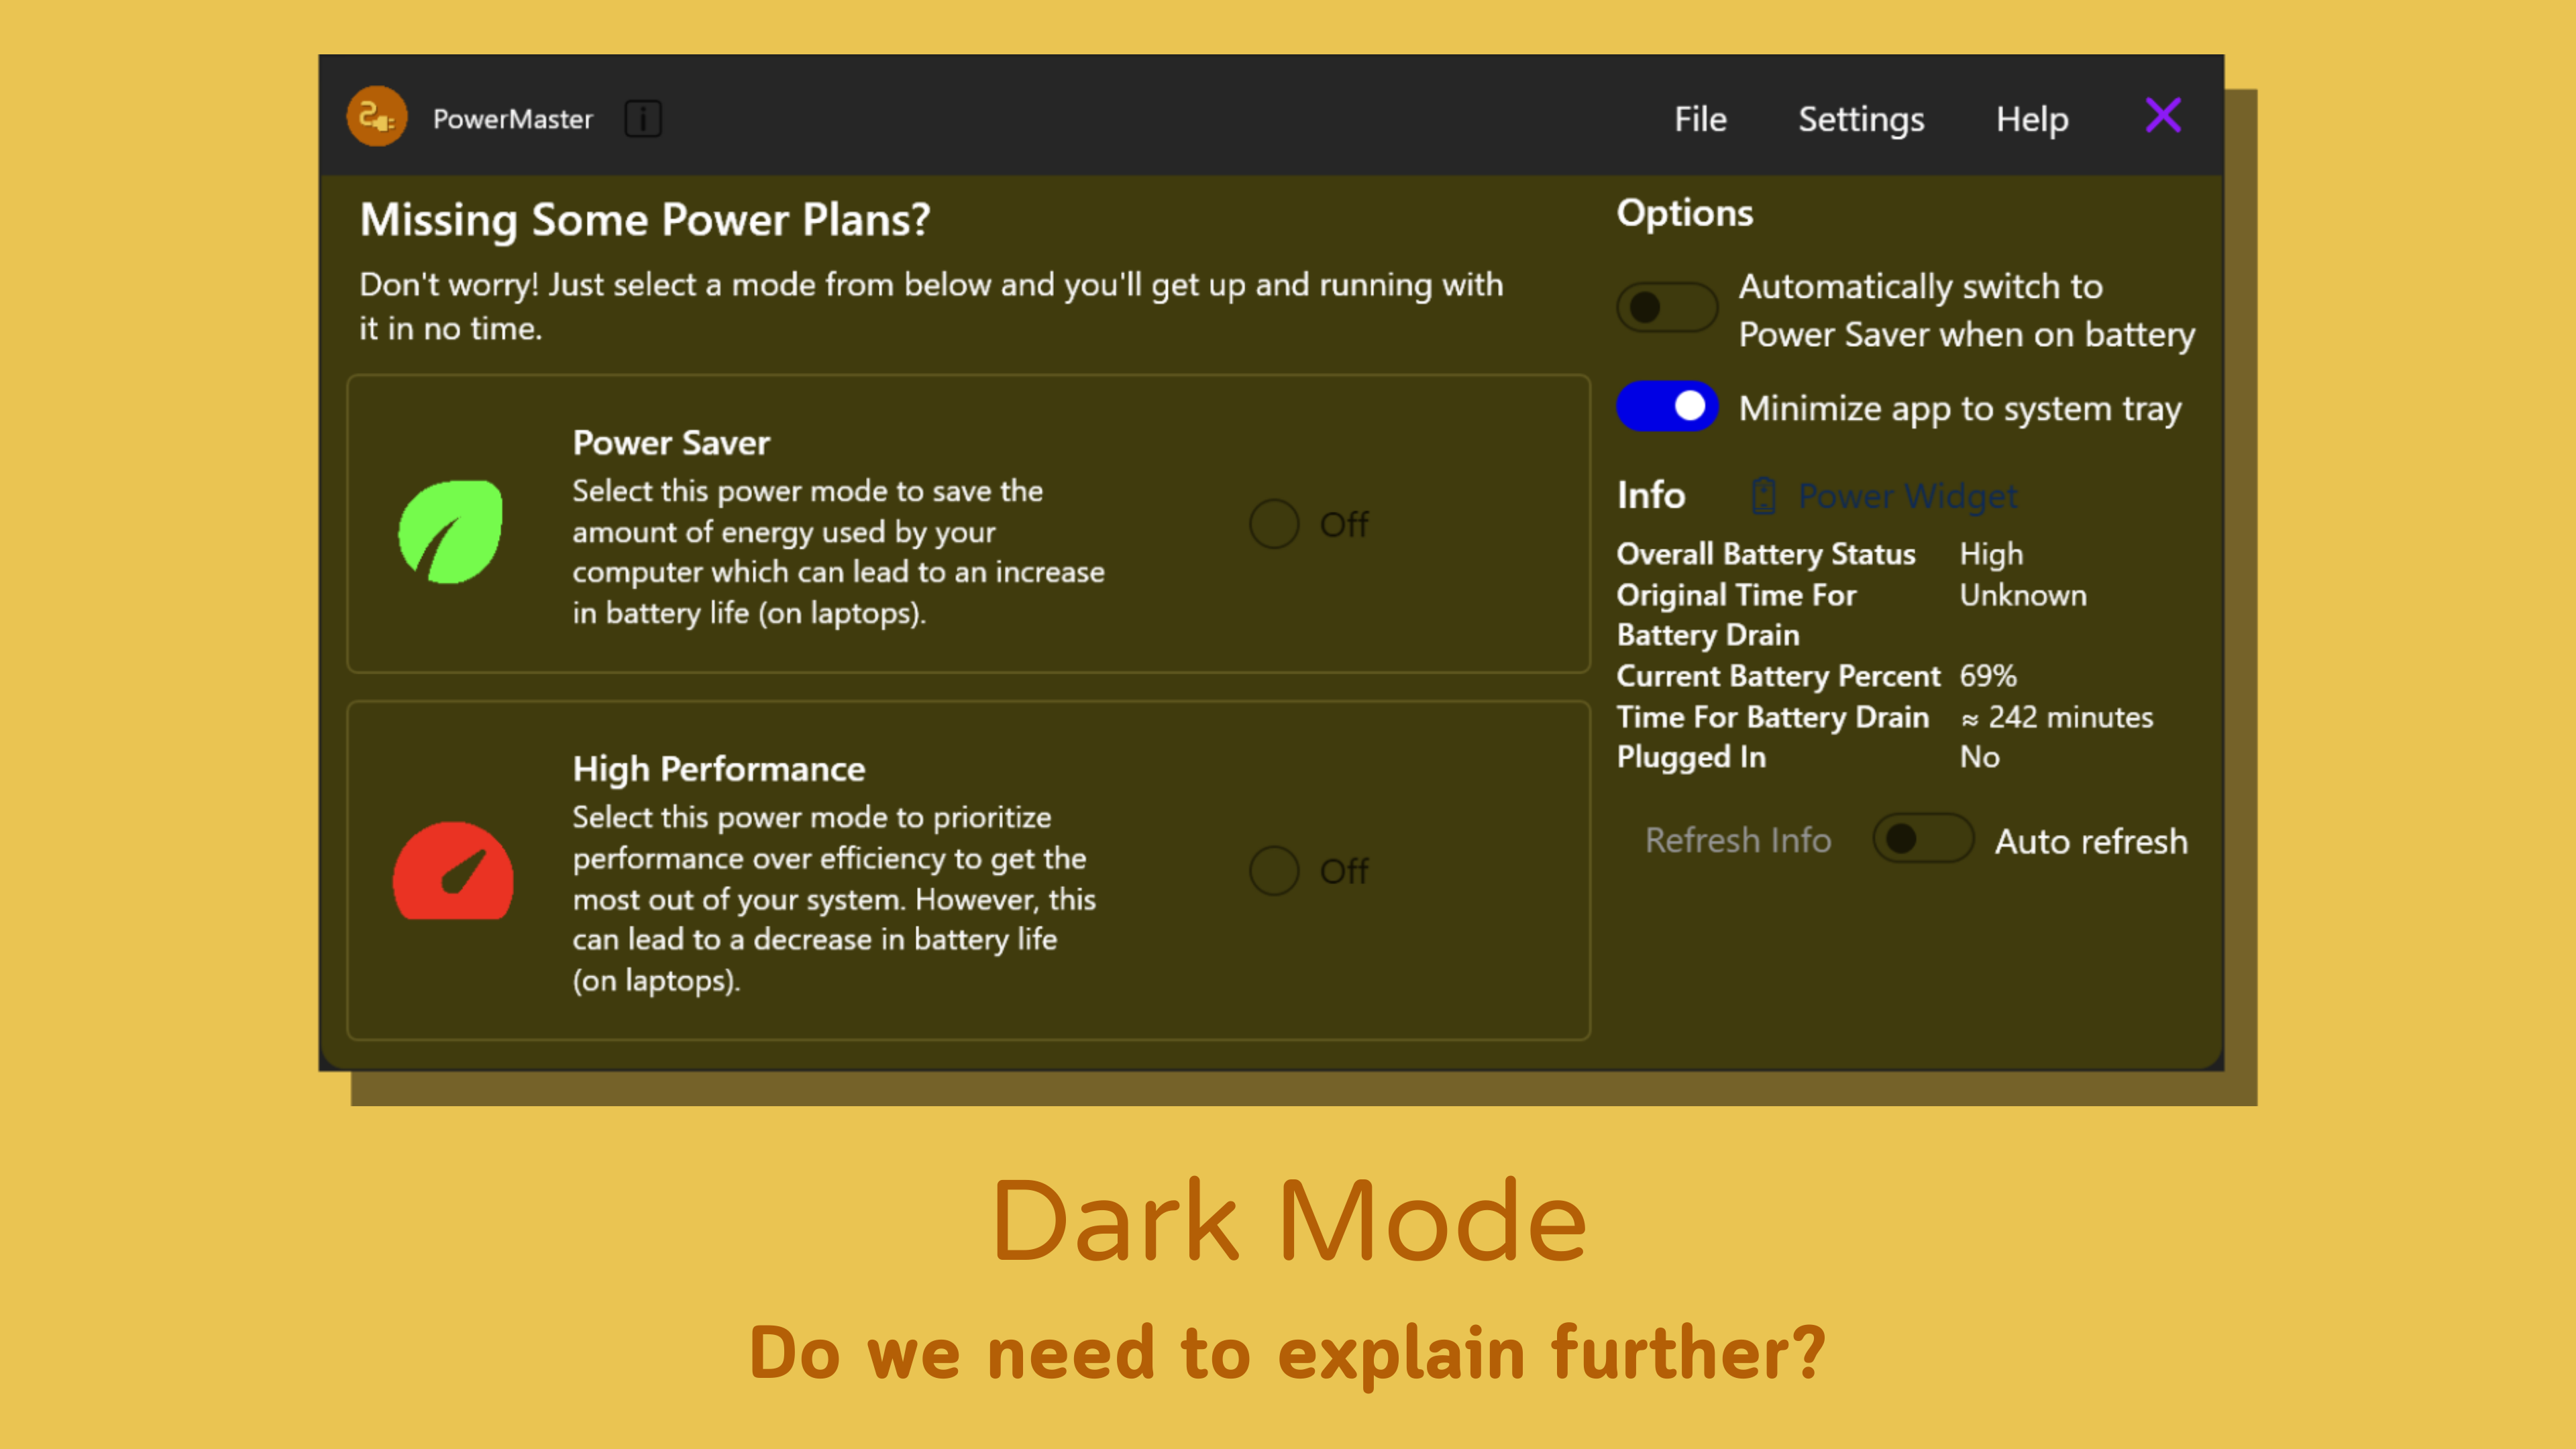 PowerMaster
File Settings Help
Missing Some Power Plans?
Don't worry! Just select a mode from below and you'll get up and running with
it in no time.
Power Saver
Select this power mode to save the
amount of energy used by your
computer which can lead to an increase
in battery life (on laptops).
Off
High Performance
Select this power mode to prioritize
performance over efficiency to get the
most out of your system. However, this
can lead to a decrease in battery life
(on laptops).
Off
Options
Automatically switch to
Power Saver when on battery
Minimize app to system tray
Info Power Widget
Overall Battery Status High
Original Time For Unknown
Battery Drain
Current Battery Percent 69%
Time For Battery Drain ≈ 242 minutes
Plugged In No
Refresh Info Auto refresh
Dark Mode
Do we need to explain further?